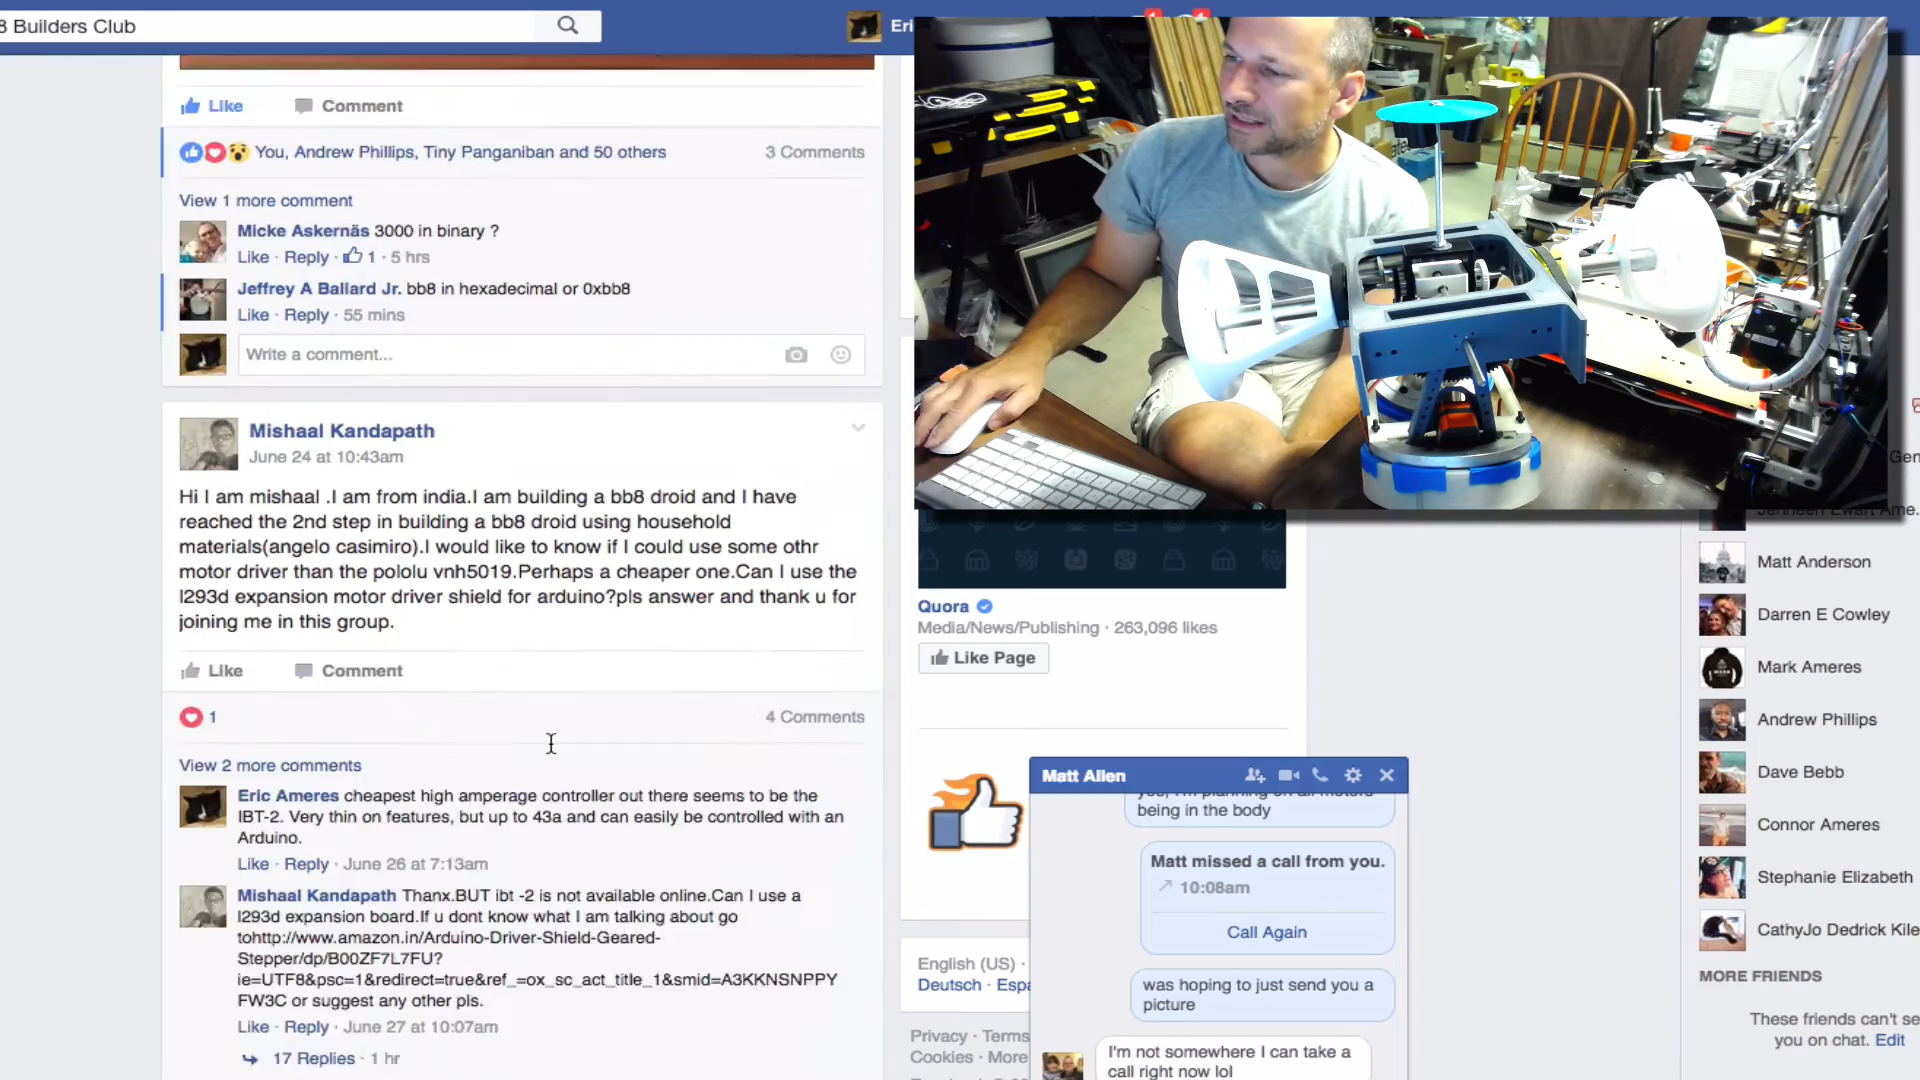 8 Builders Club
Eri
Like Comment
You, Andrew Phillips, Tiny Panganiban and 50 others 3 Comments
View 1 more comment
Micke Askernäs 3000 in binary ?
Like · Reply · 1 · 5 hrs
Jeffrey A Ballard Jr. bb8 in hexadecimal or 0xbb8
Like · Reply · 55 mins
Write a comment...
Mishaal Kandapath
June 24 at 10:43am
Hi I am mishaal .I am from india.I am building a bb8 droid and I have
reached the 2nd step in building a bb8 droid using household
materials(angelo casimiro).I would like to know if I could use some othr
motor driver than the pololu vnh5019.Perhaps a cheaper one.Can I use the
l293d expansion motor driver shield for arduino?pls answer and thank u for
joining me in this group.
Like Comment
1 4 Comments
View 2 more comments
Eric Ameres cheapest high amperage controller out there seems to be the
IBT-2. Very thin on features, but up to 43a and can easily be controlled with an
Arduino.
Like · Reply · June 26 at 7:13am
Mishaal Kandapath Thanx.BUT ibt -2 is not available online.Can I use a
l293d expansion board.If u dont know what I am talking about go
tohttp://www.amazon.in/Arduino-Driver-Shield-Geared-
Stepper/dp/B00ZF7L7FU?
ie=UTF8&psc=1&redirect=true&ref_=ox_sc_act_title_1&smid=A3KKNSNPPY
FW3C or suggest any other pls.
Like · Reply · June 27 at 10:07am
17 Replies · 1 hr
Quora
Media/News/Publishing · 263,096 likes
Like Page
English (US) ·
Deutsch · Espa
Privacy · Terms
Cookies · More
Matt Allen
being in the body
Matt missed a call from you.
10:08am
Call Again
was hoping to just send you a
picture
I'm not somewhere I can take a
call right now lol
Gen
Matt Anderson
Darren E Cowley
Mark Ameres
Andrew Phillips
Dave Bebb
Connor Ameres
Stephanie Elizabeth
CathyJo Dedrick Kile
MORE FRIENDS
These friends can't se
you on chat. Edit